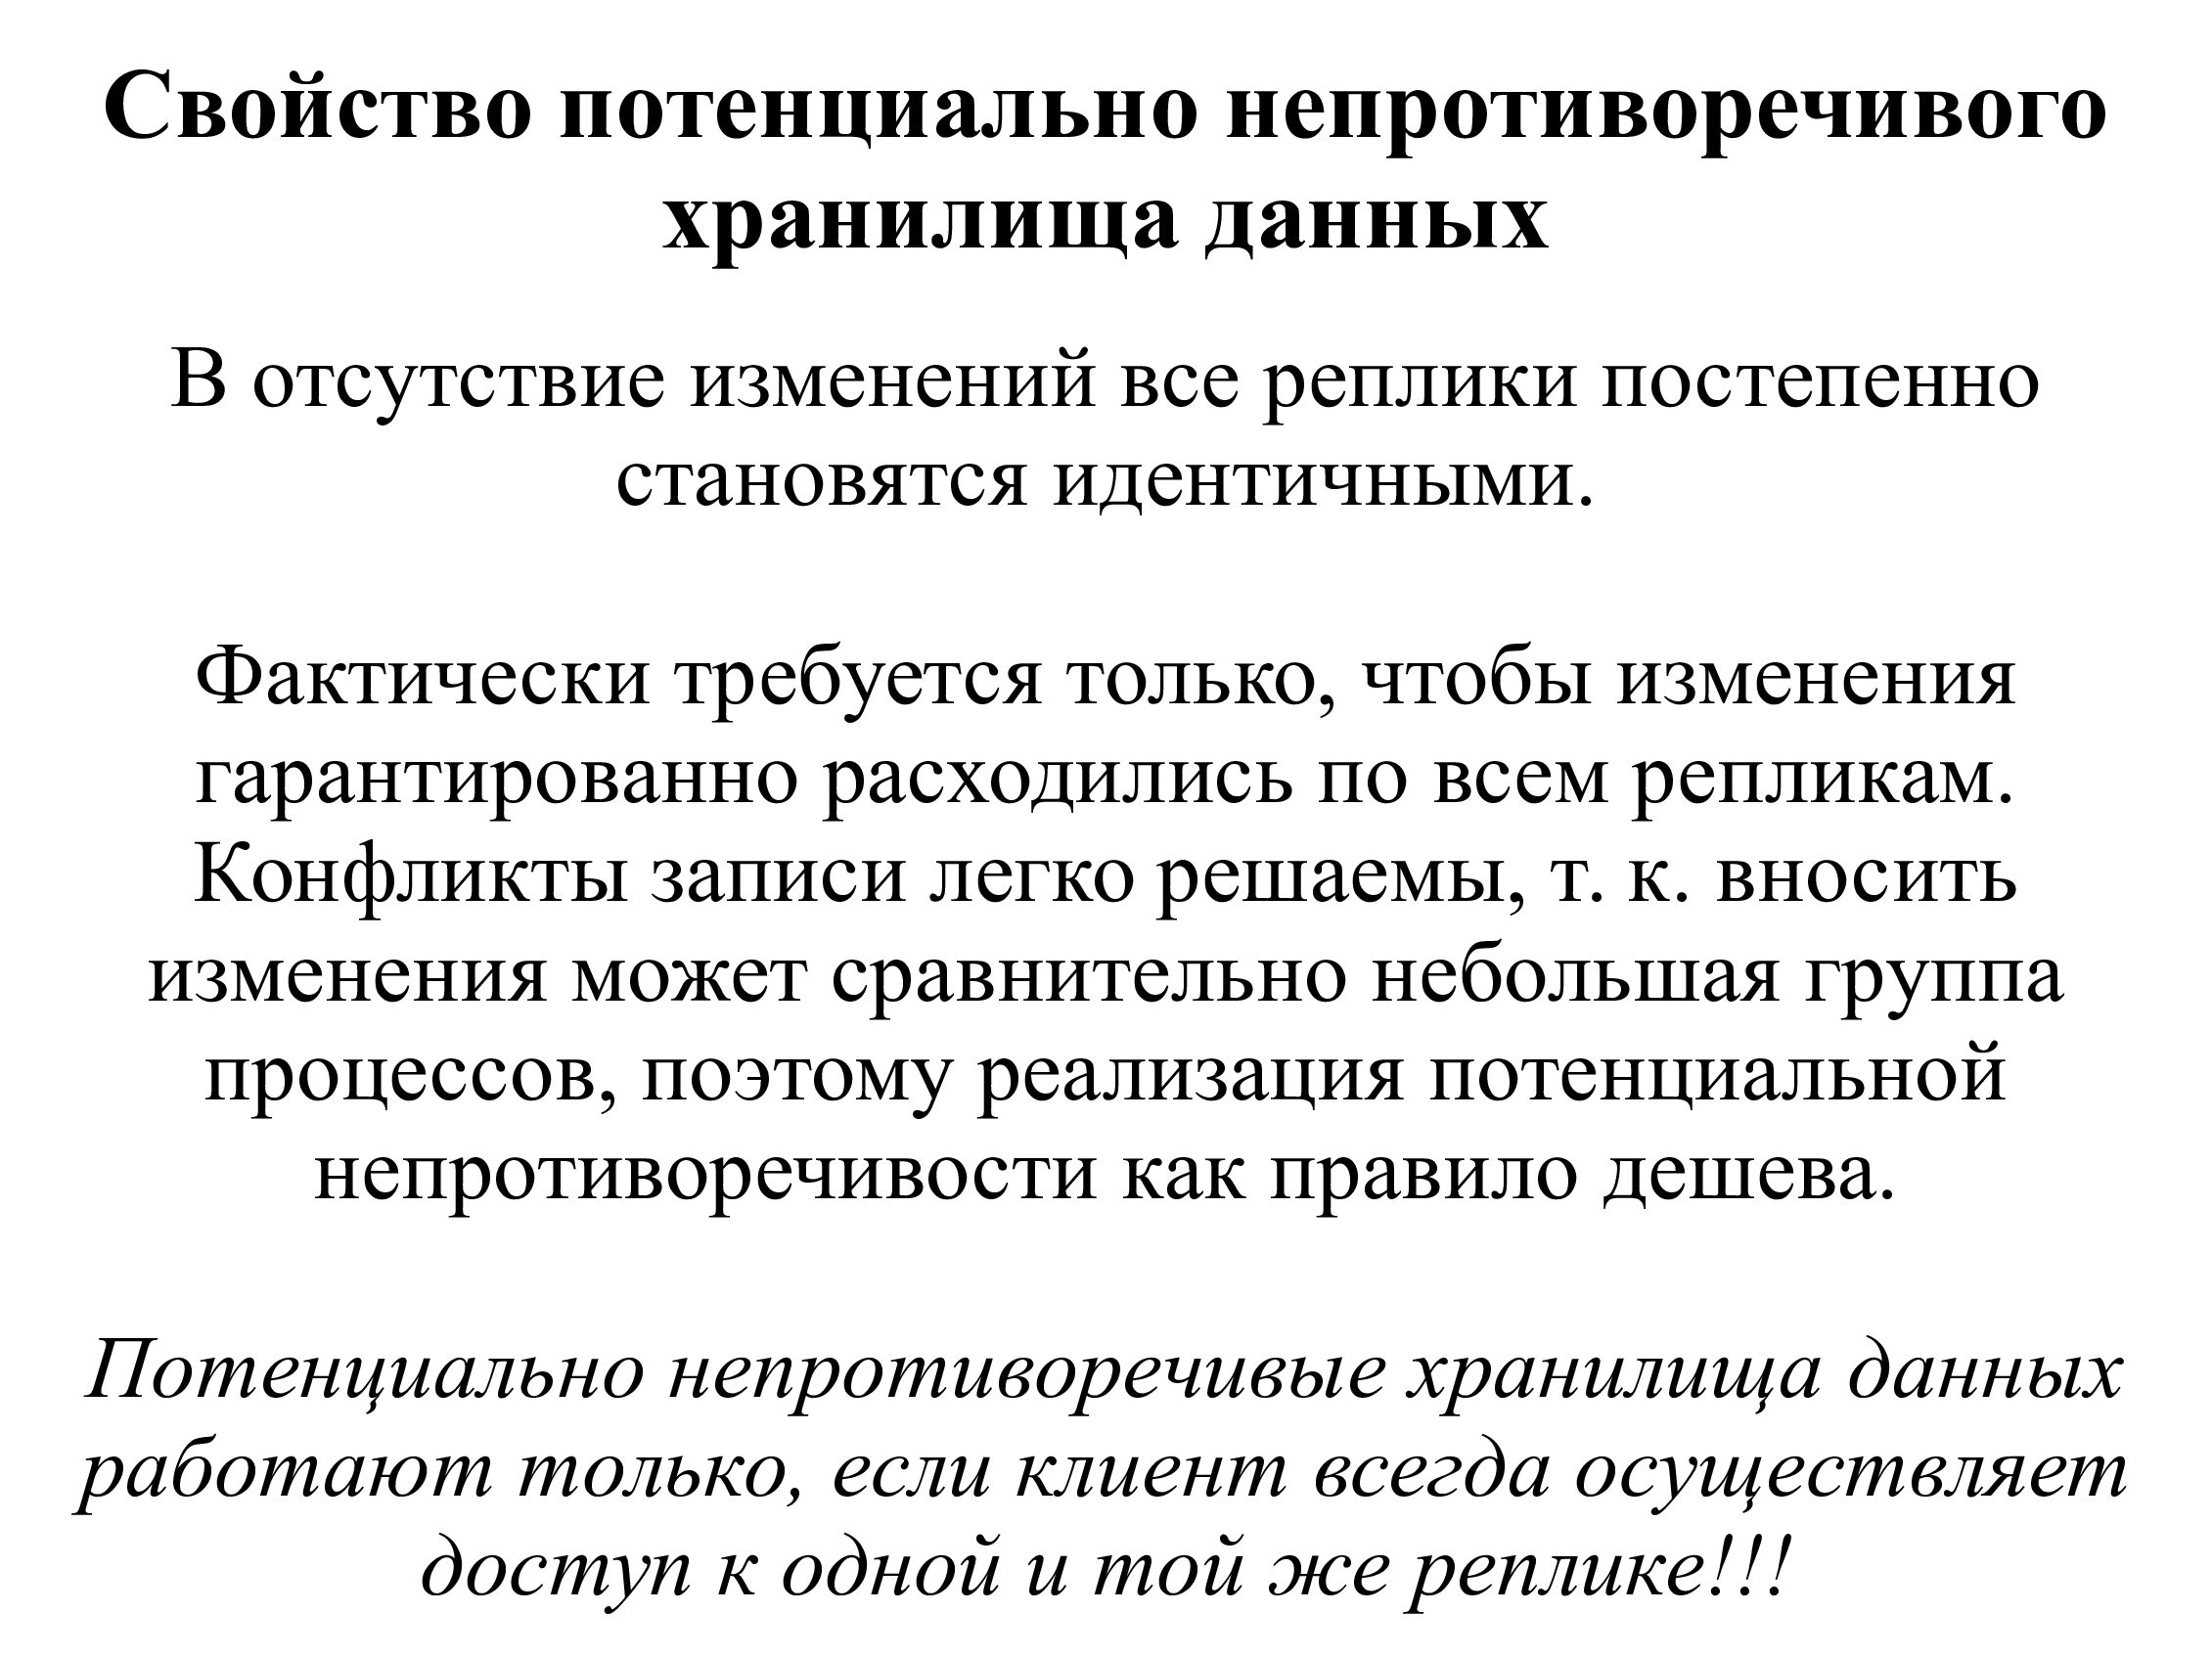 Свойство потенциально непротиворечивого
хранилища данных
В отсутствие изменений все реплики постепенно
становятся идентичными.
Фактически требуется только, чтобы изменения
гарантированно расходились по всем репликам.
Конфликты записи легко решаемы, т. к. вносить
изменения может сравнительно небольшая группа
процессов, поэтому реализация потенциальной
непротиворечивости как правило дешева.
Потенциально непротиворечивые хранилища данных
работают только, если клиент всегда осуществляет
доступ к одной и той же реплике!!!